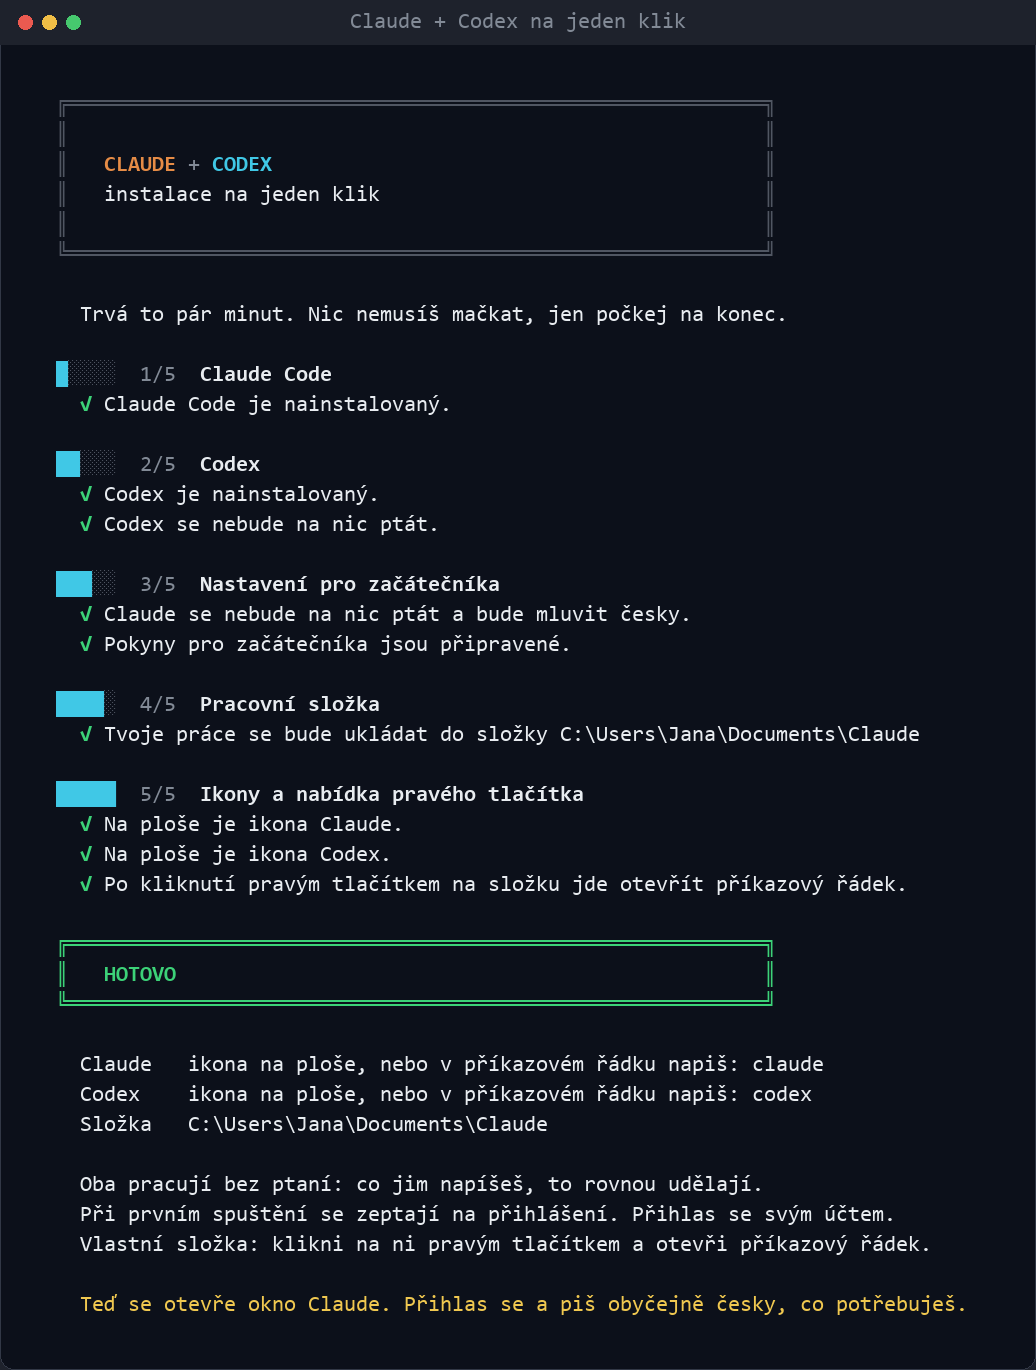 Claude + Codex na jeden klik
CLAUDE + CODEX
instalace na jeden klik
Trvá to pár minut. Nic nemusíš mačkat, jen počkej na konec.
1/5 Claude Code
√ Claude Code je nainstalovaný.
2/5 Codex
√ Codex je nainstalovaný.
√ Codex se nebude na nic ptát.
3/5 Nastavení pro začátečníka
√ Claude se nebude na nic ptát a bude mluvit česky.
√ Pokyny pro začátečníka jsou připravené.
4/5 Pracovní složka
√ Tvoje práce se bude ukládat do složky C:\Users\Jana\Documents\Claude
5/5 Ikony a nabídka pravého tlačítka
√ Na ploše je ikona Claude.
√ Na ploše je ikona Codex.
√ Po kliknutí pravým tlačítkem na složku jde otevřít příkazový řádek.
HOTOVO
Claude ikona na ploše, nebo v příkazovém řádku napiš: claude
Codex ikona na ploše, nebo v příkazovém řádku napiš: codex
Složka C:\Users\Jana\Documents\Claude
Oba pracují bez ptaní: co jim napíšeš, to rovnou udělají.
Při prvním spuštění se zeptají na přihlášení. Přihlas se svým účtem.
Vlastní složka: klikni na ni pravým tlačítkem a otevři příkazový řádek.
Teď se otevře okno Claude. Přihlas se a piš obyčejně česky, co potřebuješ.